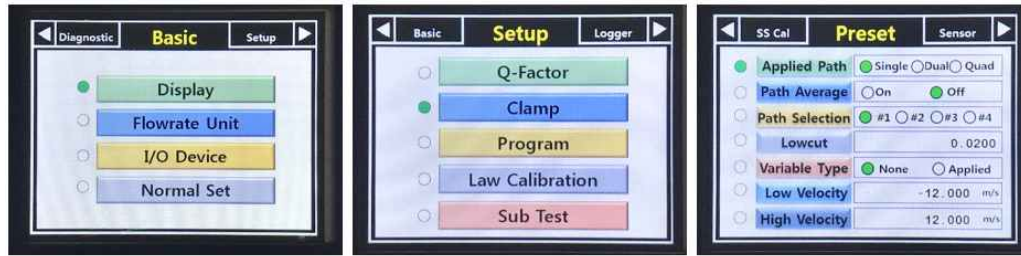 Diagnostic Basic Setup
Display
Flowrate Unit
I/O Device
Normal Set
Basic Setup Logger
Q-Factor
Clamp
Program
Law Calibration
Sub Test
SS Cal Preset Sensor
Applied Path Single Dual Quad
Path Average On Off
Path Selection #1 #2 #3 #4
Lowcut 0.0200
Variable Type None Applied
Low Velocity -12.000 m/s
High Velocity 12.000 m/s